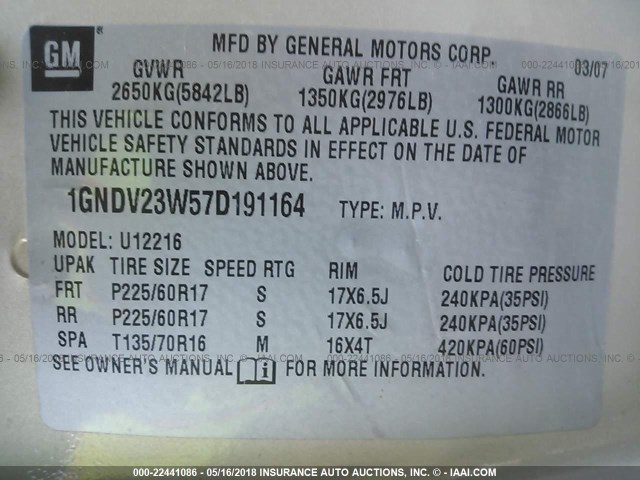 GM
MFD BY GENERAL MOTORS CORP
03/07
GVWR GAWR FRT GAWR RR
2650KG(5842LB) 1350KG(2976LB) 1300KG(2866LB)
THIS VEHICLE CONFORMS TO ALL APPLICABLE U.S. FEDERAL MOTOR
VEHICLE SAFETY STANDARDS IN EFFECT ON THE DATE OF
MANUFACTURE SHOWN ABOVE.
1GNDV23W57D191164 TYPE: M.P.V.
MODEL: U12216
UPAK TIRE SIZE SPEED RTG RIM COLD TIRE PRESSURE
FRT P225/60R17 S 17X6.5J 240KPA(35PSI)
RR P225/60R17 S 17X6.5J 240KPA(35PSI)
SPA T135/70R16 M 16X4T 420KPA(60PSI)
SEE OWNER'S MANUAL FOR MORE INFORMATION.
000-22441086 - 05/16/2018 INSURANCE AUTO AUCTIONS, INC. - IAAI.COM